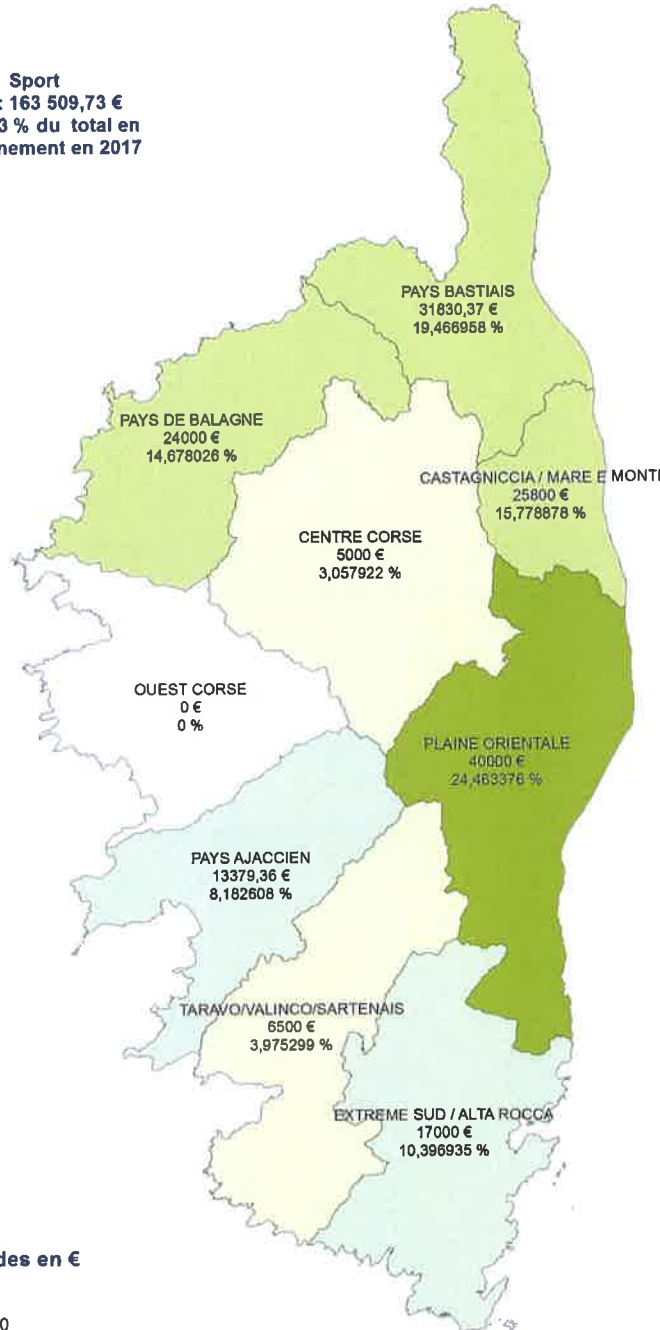 Sport
: 163 509,73 €
3 % du total en
nement en 2017
PAYS BASTIAIS
31830,37 €
19,466958 %
PAYS DE BALAGNE
24000 €
14,678026 %
CASTAGNICCIA / MARE E MONTI
25800 €
15,778878 %
CENTRE CORSE
5000 €
3,057922 %
OUEST CORSE
0 €
0 %
PLAINE ORIENTALE
40000 €
24,463376 %
PAYS AJACCIEN
13379,36 €
8,182608 %
TARAVO/VALINCO/SARTENAIS
6500 €
3,975299 %
EXTREME SUD / ALTA ROCCA
17000 €
10,396935 %
des en €
0